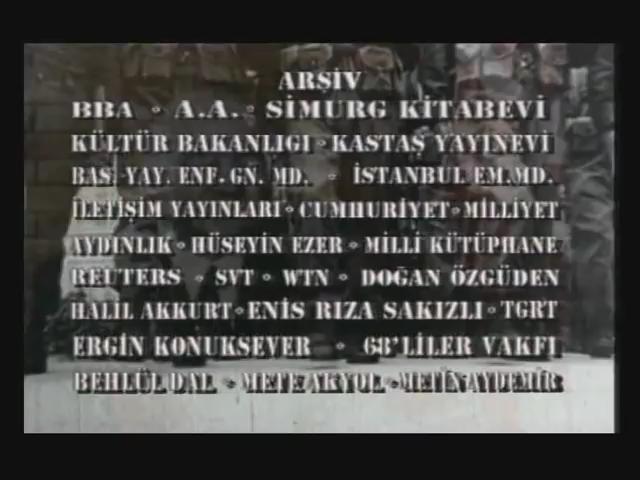 ARŞİV
BBA • A.A. • SİMURG KİTABEVİ
KÜLTÜR BAKANLIGI • KASTAŞ YAYINEVİ
BAS. YAY. ENF. GN. MD. • İSTANBUL EM.MD.
İLETİŞİM YAYINLARI • CUMHURİYET • MİLLİYET
AYDINLIK • HÜSEYİN EZER • MİLLİ KÜTÜPHANE
REUTERS • SVT • WTN • DOĞAN ÖZGÜDEN
HALİL AKKURT • ENİS RIZA SAKIZLI • TGRT
ERGİN KONUKSEVER • 68'LİLER VAKFI
BEHLÜL DAL • METE AKYOL • METİN AYDEMİR